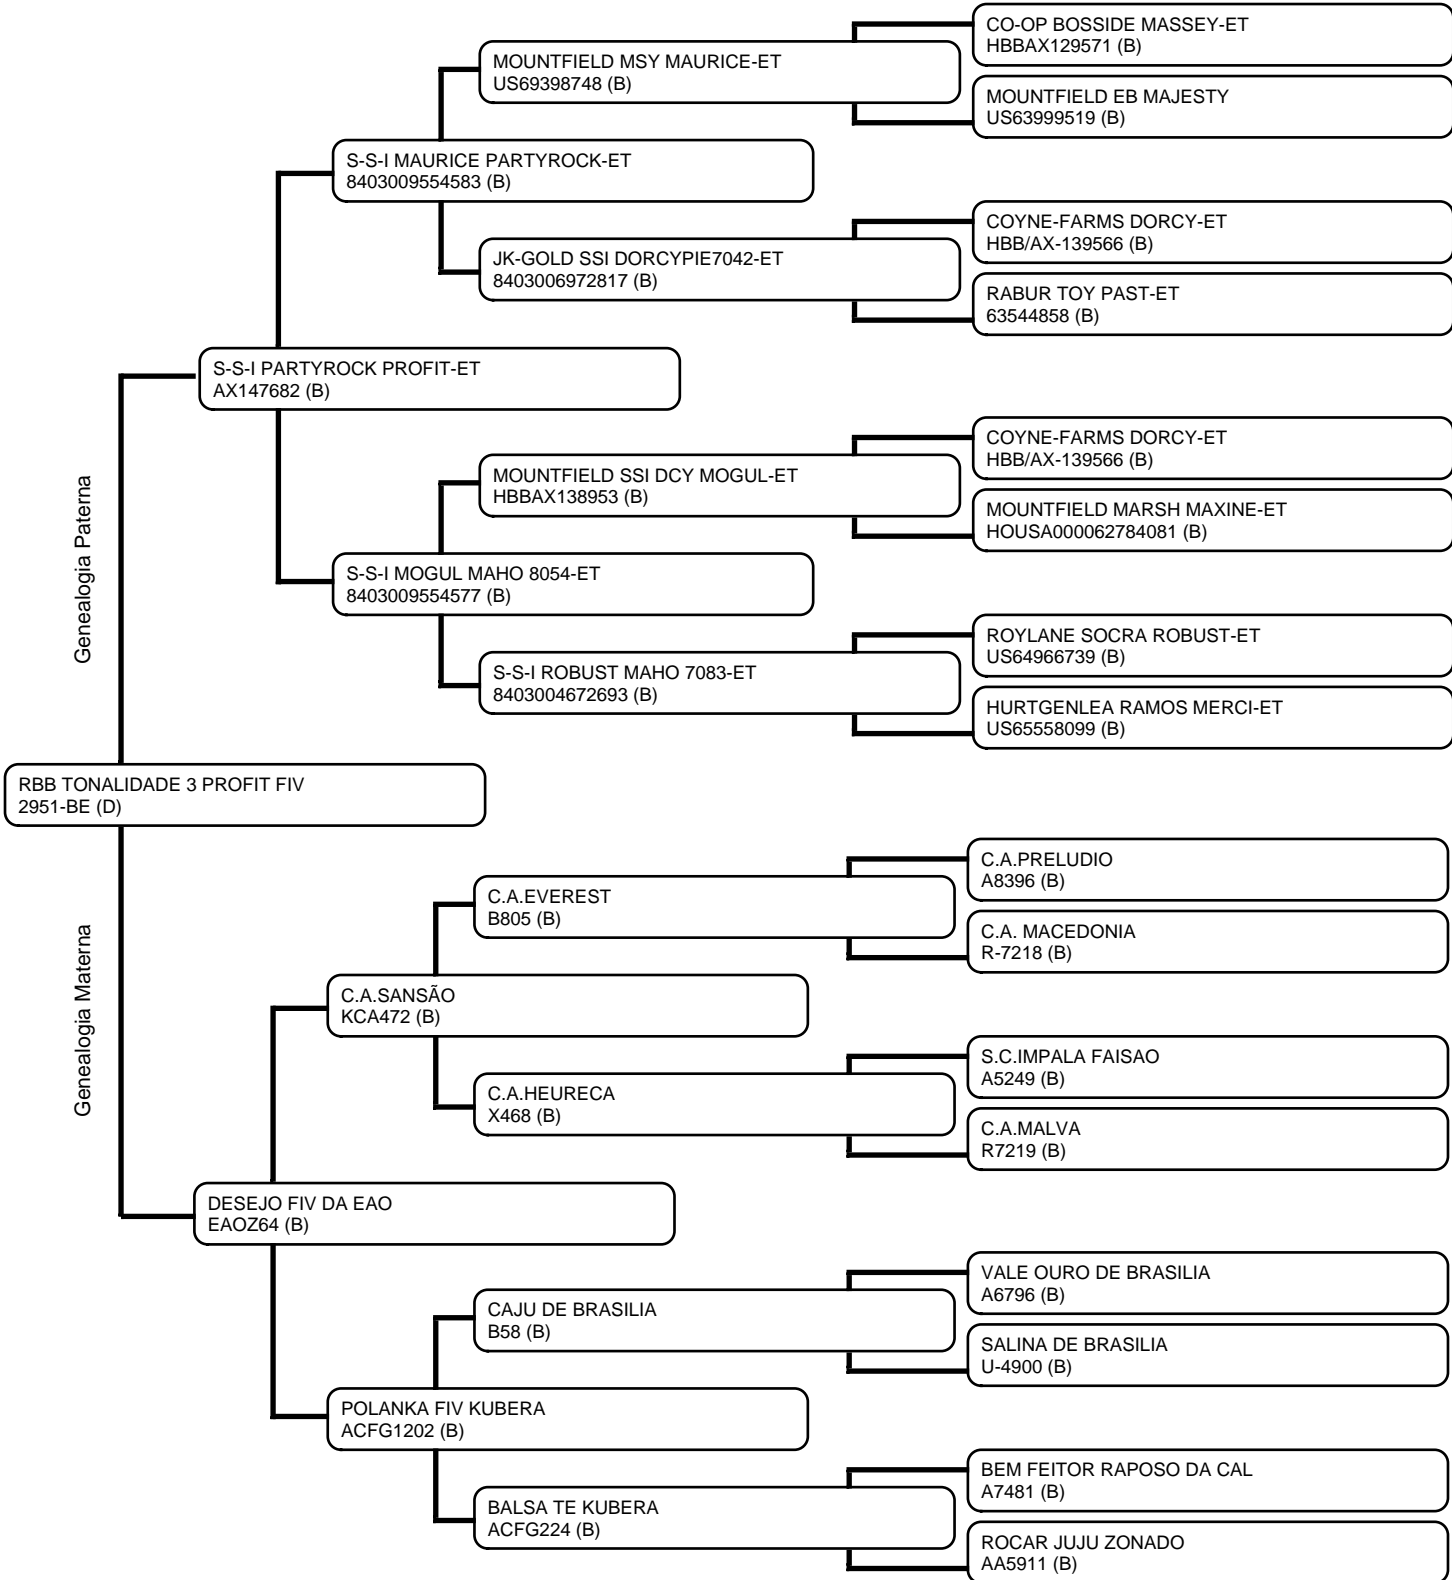 CO-OP BOSSIDE MASSEY-ET
HBBAX129571 (B)
MOUNTFIELD MSY MAURICE-ET
US69398748 (B)
MOUNTFIELD EB MAJESTY
US63999519 (B)
S-S-I MAURICE PARTYROCK-ET
8403009554583 (B)
COYNE-FARMS DORCY-ET
HBB/AX-139566 (B)
JK-GOLD SSI DORCYPIE7042-ET
8403006972817 (B)
RABUR TOY PAST-ET
63544858 (B)
S-S-I PARTYROCK PROFIT-ET
AX147682 (B)
COYNE-FARMS DORCY-ET
HBB/AX-139566 (B)
MOUNTFIELD SSI DCY MOGUL-ET
HBBAX138953 (B)
MOUNTFIELD MARSH MAXINE-ET
HOUSA000062784081 (B)
Genealogia Paterna
S-S-I MOGUL MAHO 8054-ET
8403009554577 (B)
ROYLANE SOCRA ROBUST-ET
US64966739 (B)
S-S-I ROBUST MAHO 7083-ET
8403004672693 (B)
HURTGENLEA RAMOS MERCI-ET
US65558099 (B)
RBB TONALIDADE 3 PROFIT FIV
2951-BE (D)
C.A.PRELUDIO
A8396 (B)
C.A.EVEREST
B805 (B)
C.A. MACEDONIA
R-7218 (B)
Genealogia Materna
C.A.SANSÃO
KCA472 (B)
S.C.IMPALA FAISAO
A5249 (B)
C.A.HEURECA
X468 (B)
C.A.MALVA
R7219 (B)
DESEJO FIV DA EAO
EAOZ64 (B)
VALE OURO DE BRASILIA
A6796 (B)
CAJU DE BRASILIA
B58 (B)
SALINA DE BRASILIA
U-4900 (B)
POLANKA FIV KUBERA
ACFG1202 (B)
BEM FEITOR RAPOSO DA CAL
A7481 (B)
BALSA TE KUBERA
ACFG224 (B)
ROCAR JUJU ZONADO
AA5911 (B)